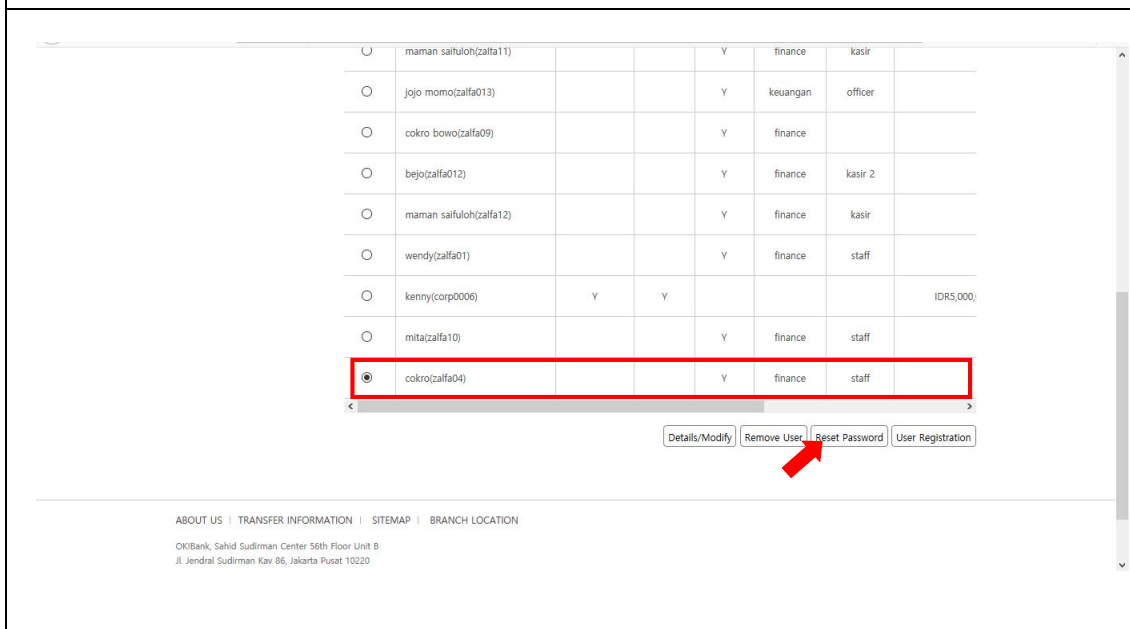 maman saifuloh(zalfa11) Y finance kasir
jojo momo(zalfa013) Y keuangan officer
cokro bowo(zalfa09) Y finance
bejo(zalfa012) Y finance kasir 2
maman saifuloh(zalfa12) Y finance kasir
wendy(zalfa01) Y finance staff
kenny(corp0006) Y Y IDR5,000,
mita(zalfa10) Y finance staff
cokro(zalfa04) Y finance staff
Details/Modify Remove User Reset Password User Registration
ABOUT US | TRANSFER INFORMATION | SITEMAP | BRANCH LOCATION
OK!Bank, Sahid Sudirman Center 56th Floor Unit B
Jl. Jendral Sudirman Kav 86, Jakarta Pusat 10220